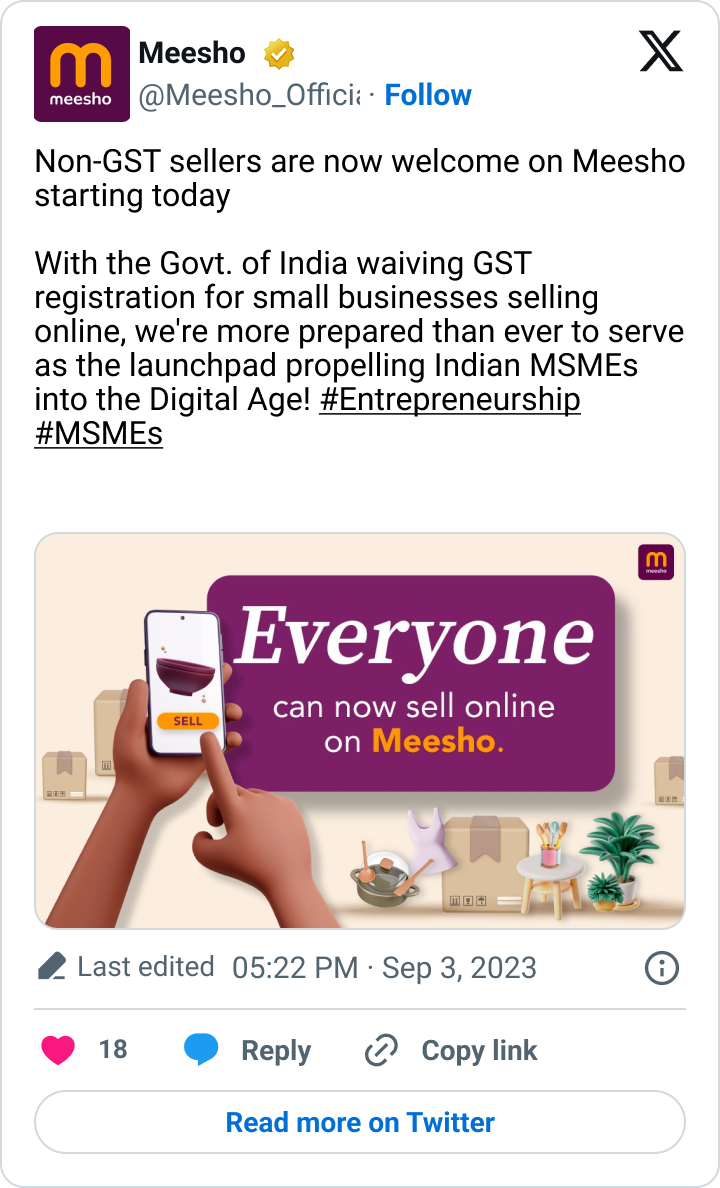 meesho
Meesho
@Meesho_Offici · Follow
Non-GST sellers are now welcome on Meesho
starting today
With the Govt. of India waiving GST
registration for small businesses selling
online, we're more prepared than ever to serve
as the launchpad propelling Indian MSMEs
into the Digital Age! #Entrepreneurship
#MSMEs
meesho
Everyone
can now sell online
on Meesho.
SELL
Last edited 05:22 PM · Sep 3, 2023
18 Reply Copy link
Read more on Twitter